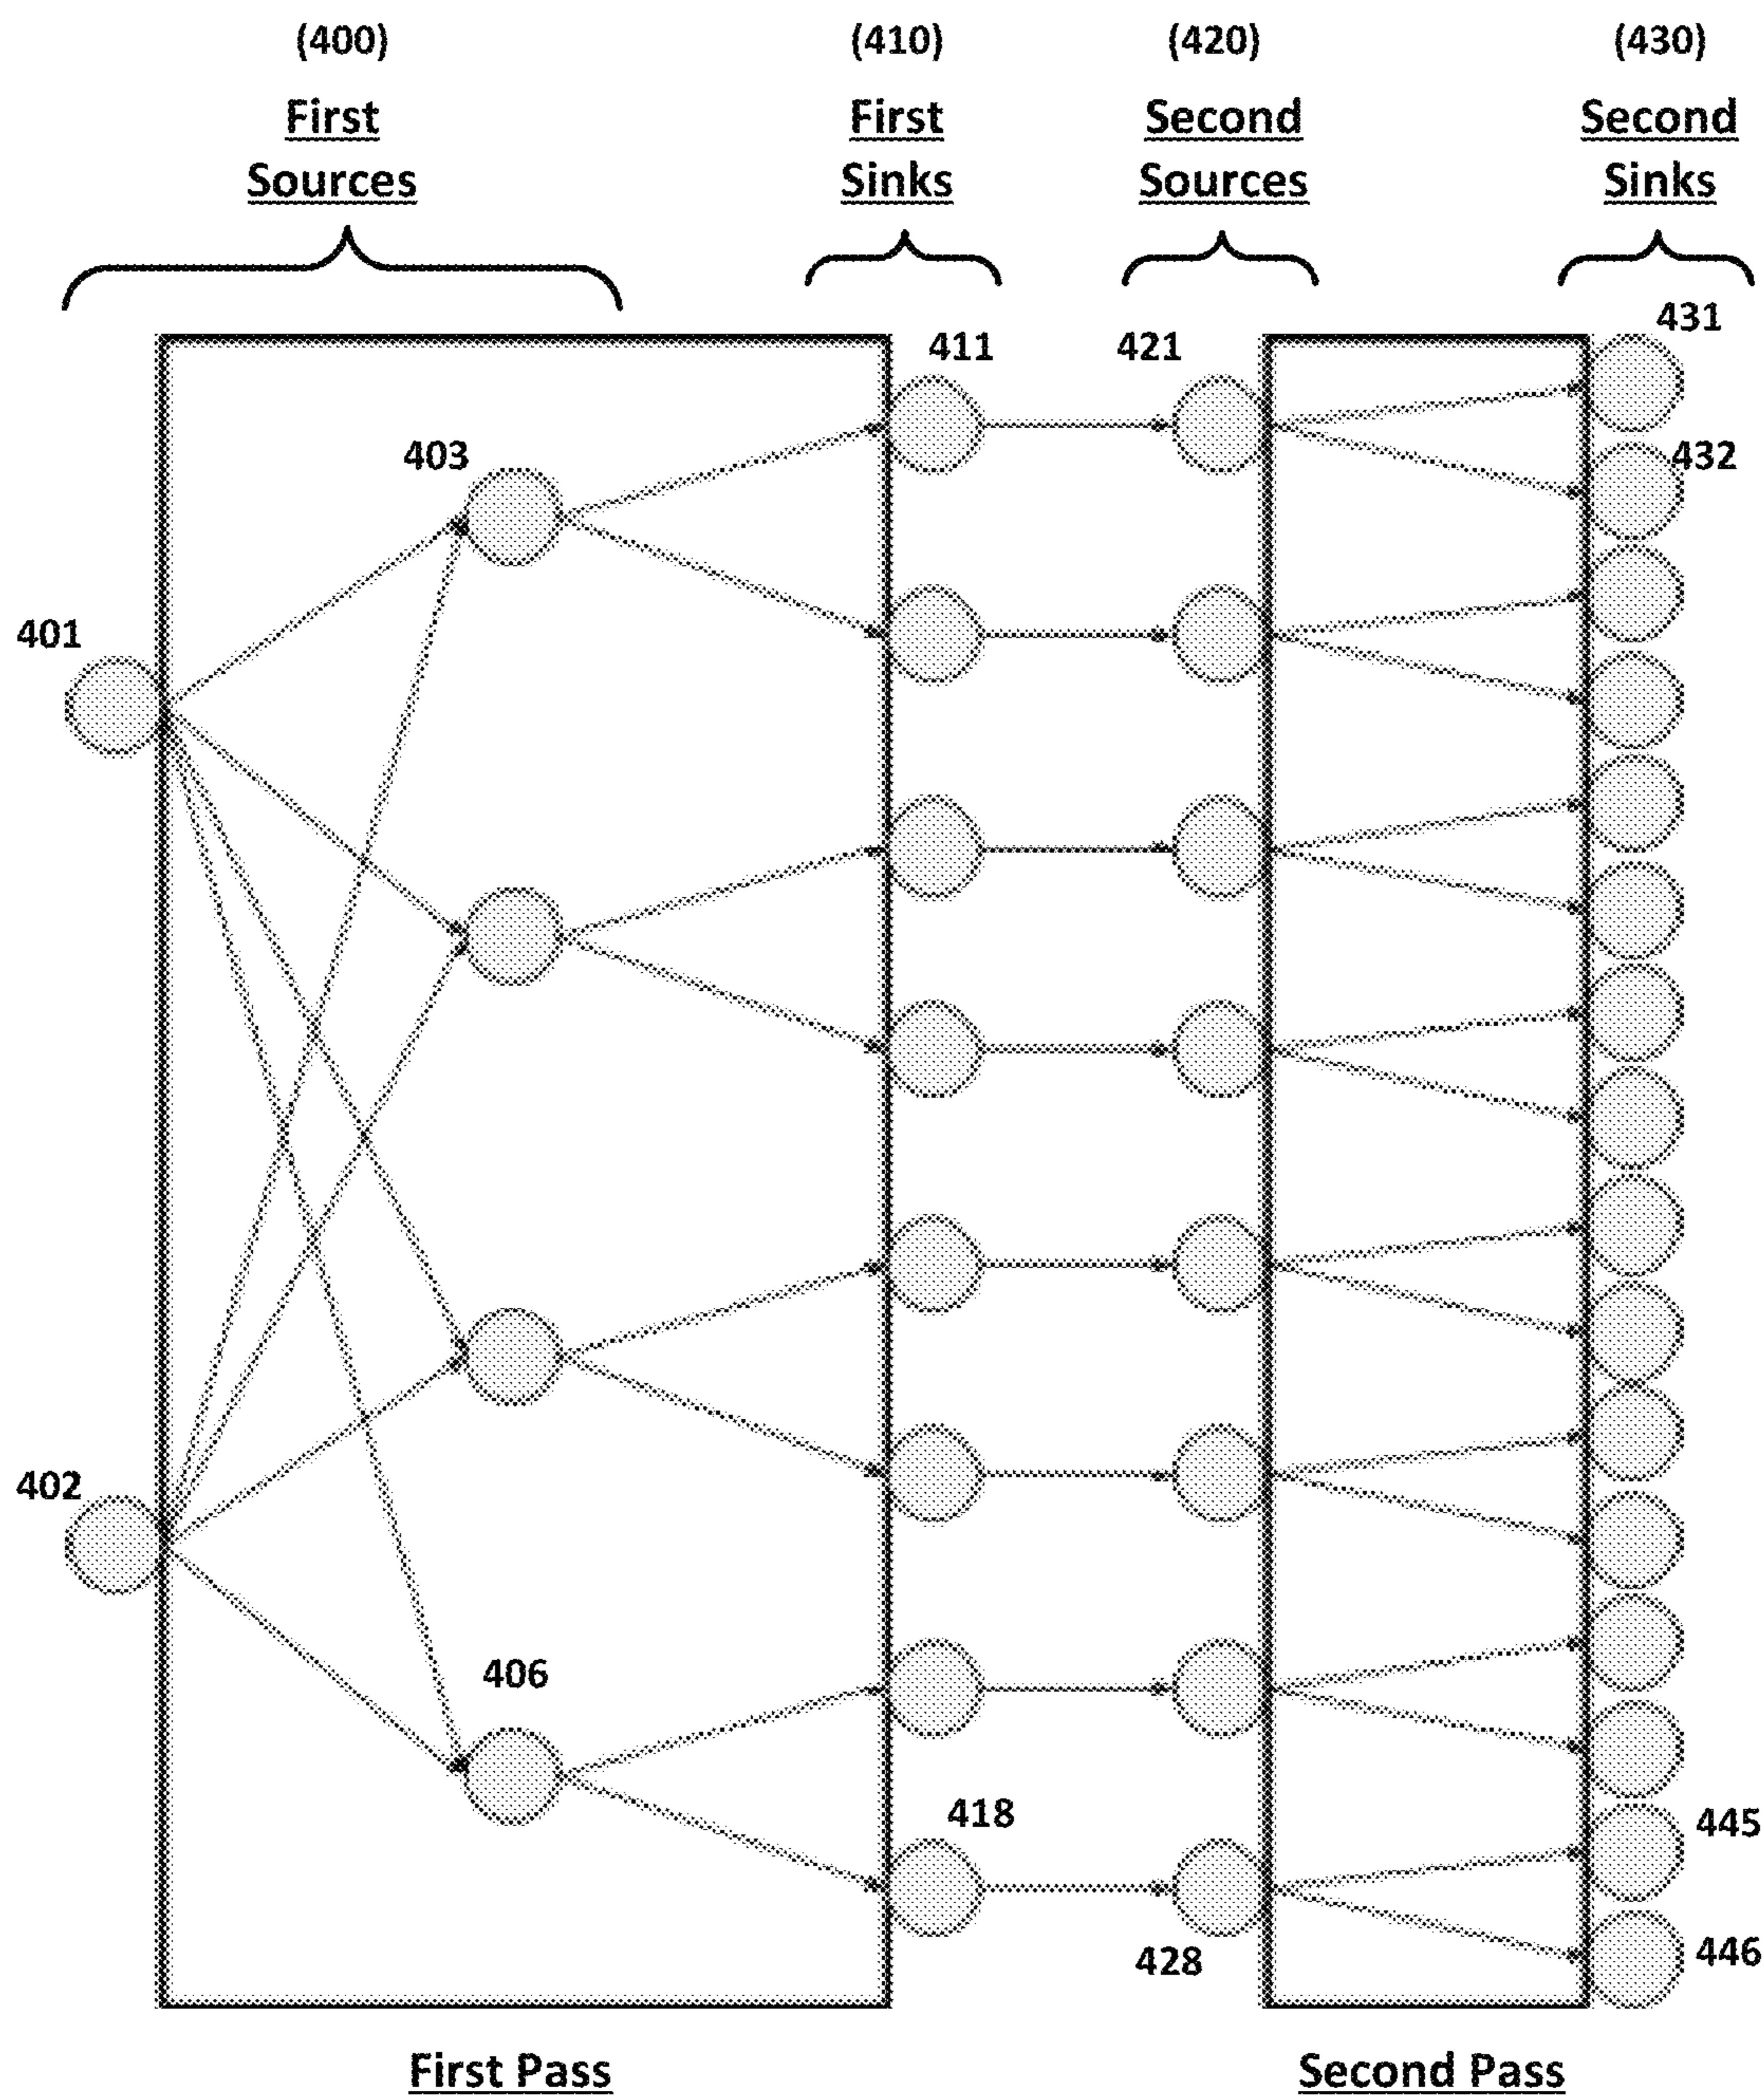 (400) (410) (420) (430)
First First Second Second
Sources Sinks Sources Sinks
431
411 421
432
403
401
402
406
418 445
428 446
First Pass Second Pass